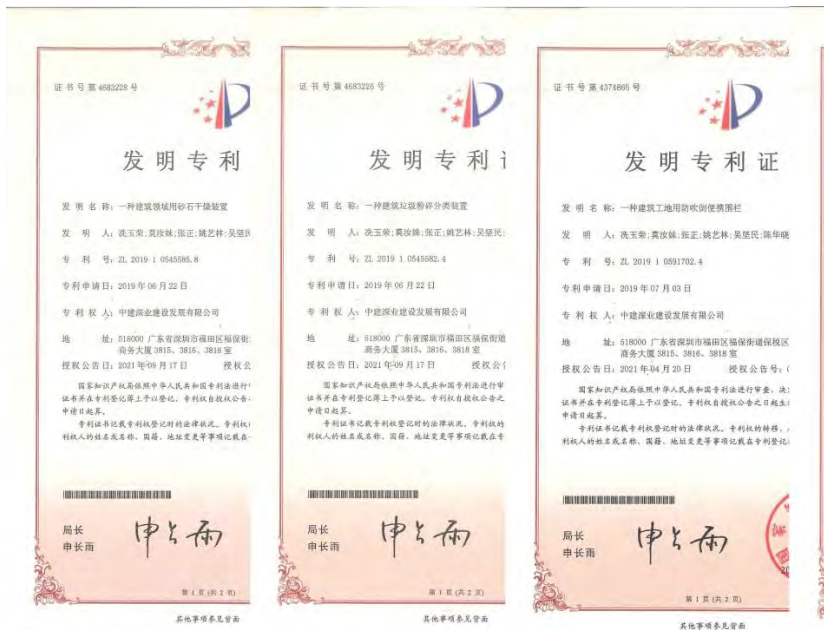 证书号第4683228号
发明专利
发明名称：一种建筑领域用砂石干燥装置
发明人：冼玉荣;莫汝妹;张正;姚艺林;吴坚民
专利号：ZL 2019 1 0545585.8
专利申请日：2019年06月22日
专利权人：中建深业建设发展有限公司
地址：518000 广东省深圳市福田区福保街
商务大厦3815、3816、3818室
授权公告日：2021年09月17日 授权公
国家知识产权局依照中华人民共和国专利法进行
证书并在专利登记簿上予以登记。专利权自授权公告
申请日起算。
专利证书记载专利权登记时的法律状况。专利权
利权人的姓名或名称、国籍、地址变更等事项记载在
局长
申长雨
申长雨
第1页(共2页)
其他事项参见背面
证书号第4683226号
发明专利
发明名称：一种建筑垃圾粉碎分类装置
发明人：冼玉荣;莫汝妹;张正;姚艺林;吴坚民
专利号：ZL 2019 1 0545582.4
专利申请日：2019年06月22日
专利权人：中建深业建设发展有限公司
地址：518000 广东省深圳市福田区福保街道
商务大厦3815、3816、3818室
授权公告日：2021年09月17日 授权公
国家知识产权局依照中华人民共和国专利法进行审
证书并在专利登记簿上予以登记。专利权自授权公告之
申请日起算。
专利证书记载专利权登记时的法律状况。专利权的
利权人的姓名或名称、国籍、地址变更等事项记载在专
局长
申长雨
申长雨
第1页(共2页)
其他事项参见背面
证书号第4374866号
发明专利证
发明名称：一种建筑工地用防吹倒便携围栏
发明人：冼玉荣;莫汝妹;张正;姚艺林;吴坚民;陈华晓
专利号：ZL 2019 1 0591702.4
专利申请日：2019年07月03日
专利权人：中建深业建设发展有限公司
地址：518000 广东省深圳市福田区福保街道保税区
商务大厦3815、3816、3818室
授权公告日：2021年04月20日 授权公告号：
国家知识产权局依照中华人民共和国专利法进行审查，决
证书并在专利登记簿上予以登记。专利权自授权公告之日起生
申请日起算。
专利证书记载专利权登记时的法律状况。专利权的转移、
利权人的姓名或名称、国籍、地址变更等事项记载在专利登记
局长
申长雨
申长雨
国家
第1页(共2页)
其他事项参见背面